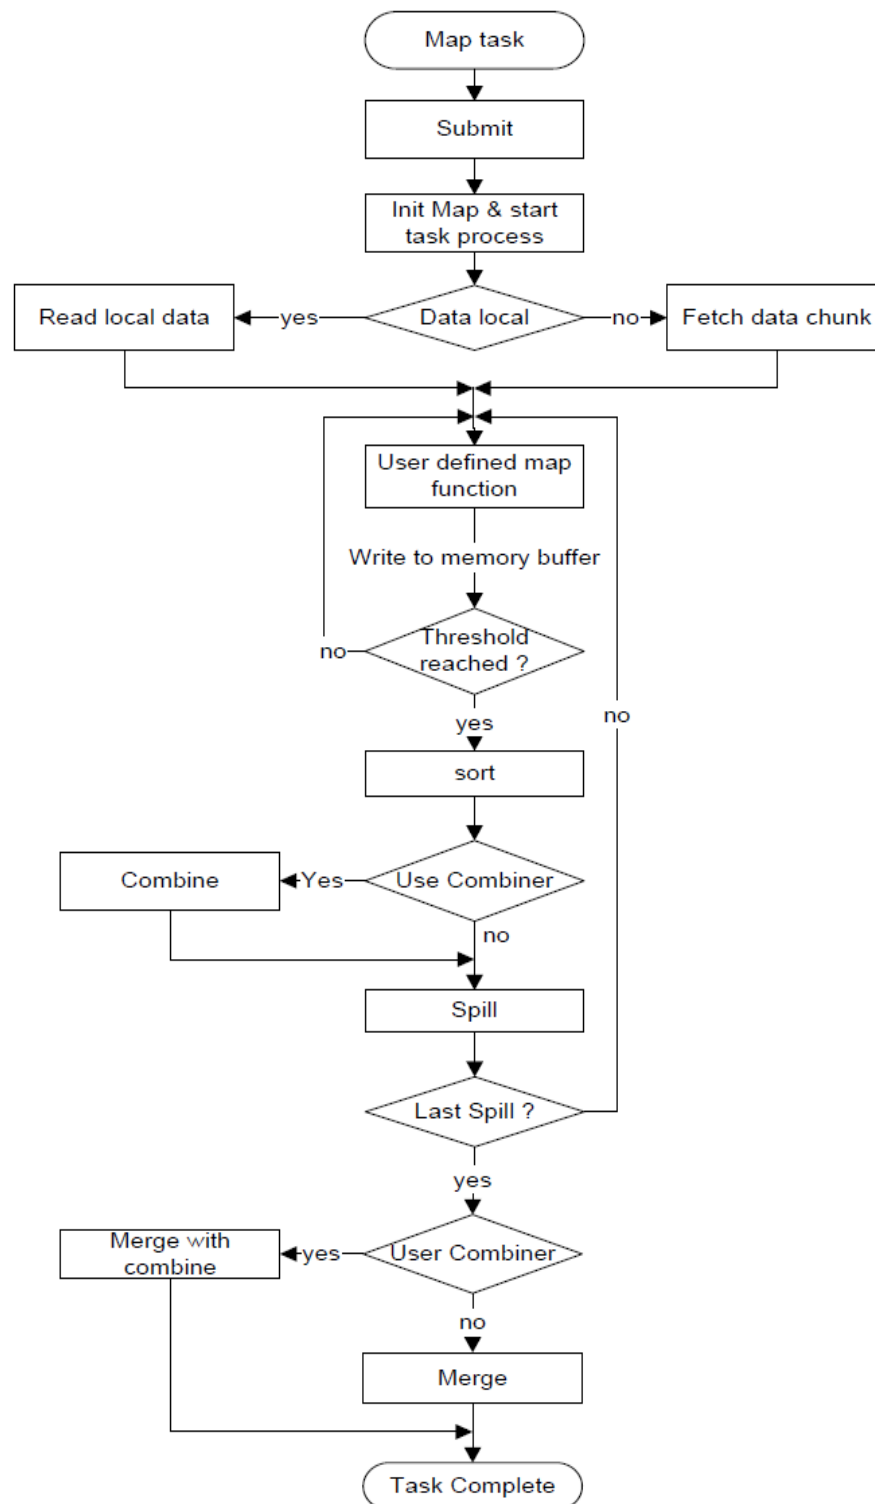 Map task
Submit
Init Map & start
task process
Read local data
yes
Data local
no
Fetch data chunk
User defined map
function
Write to memory buffer
Threshold
reached ?
no
yes
no
sort
Combine
Yes
Use Combiner
no
Spill
Last Spill ?
yes
Merge with
combine
yes
User Combiner
no
Merge
Task Complete